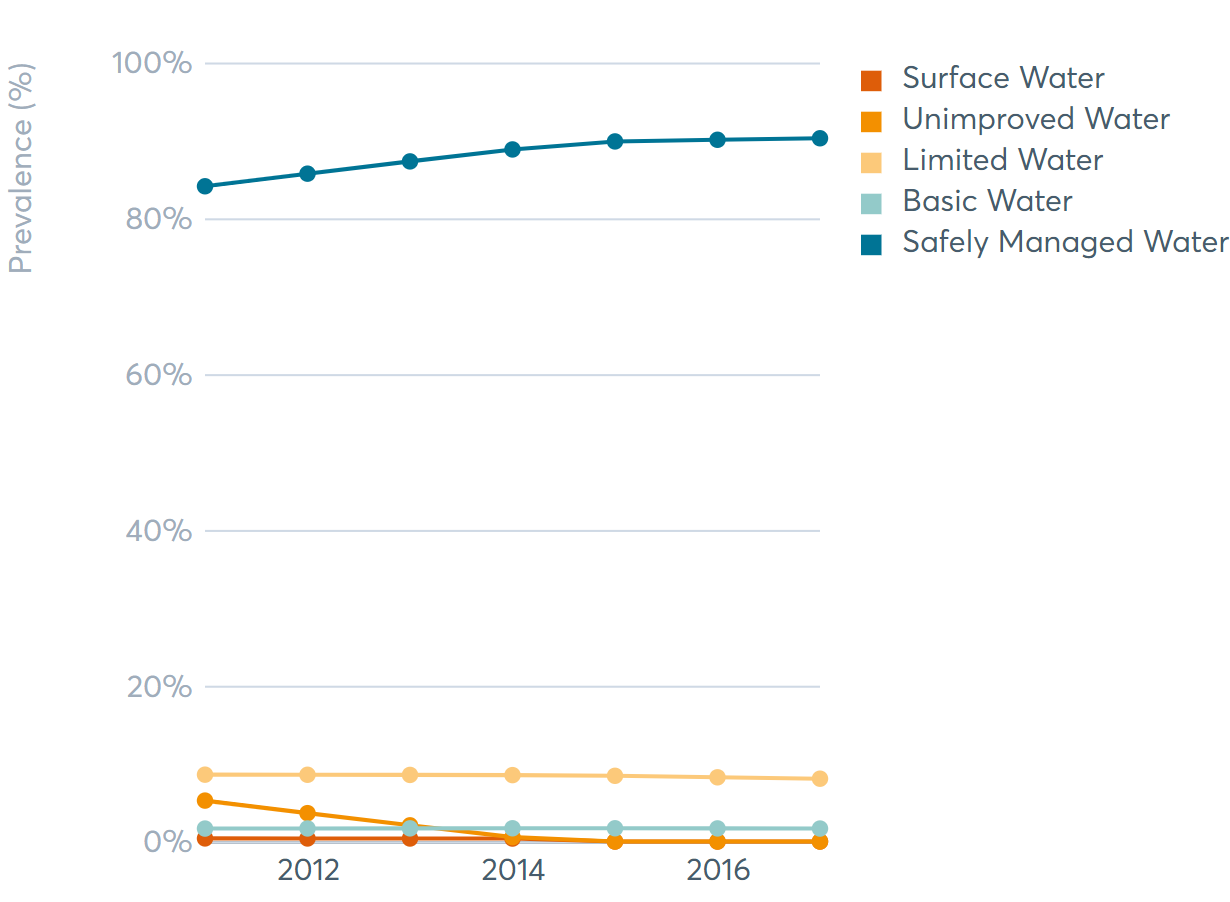 Prevalence (%)
100%
80%
60%
40%
20%
0%
2012
2014
2016
Surface Water
Unimproved Water
Limited Water
Basic Water
Safely Managed Water